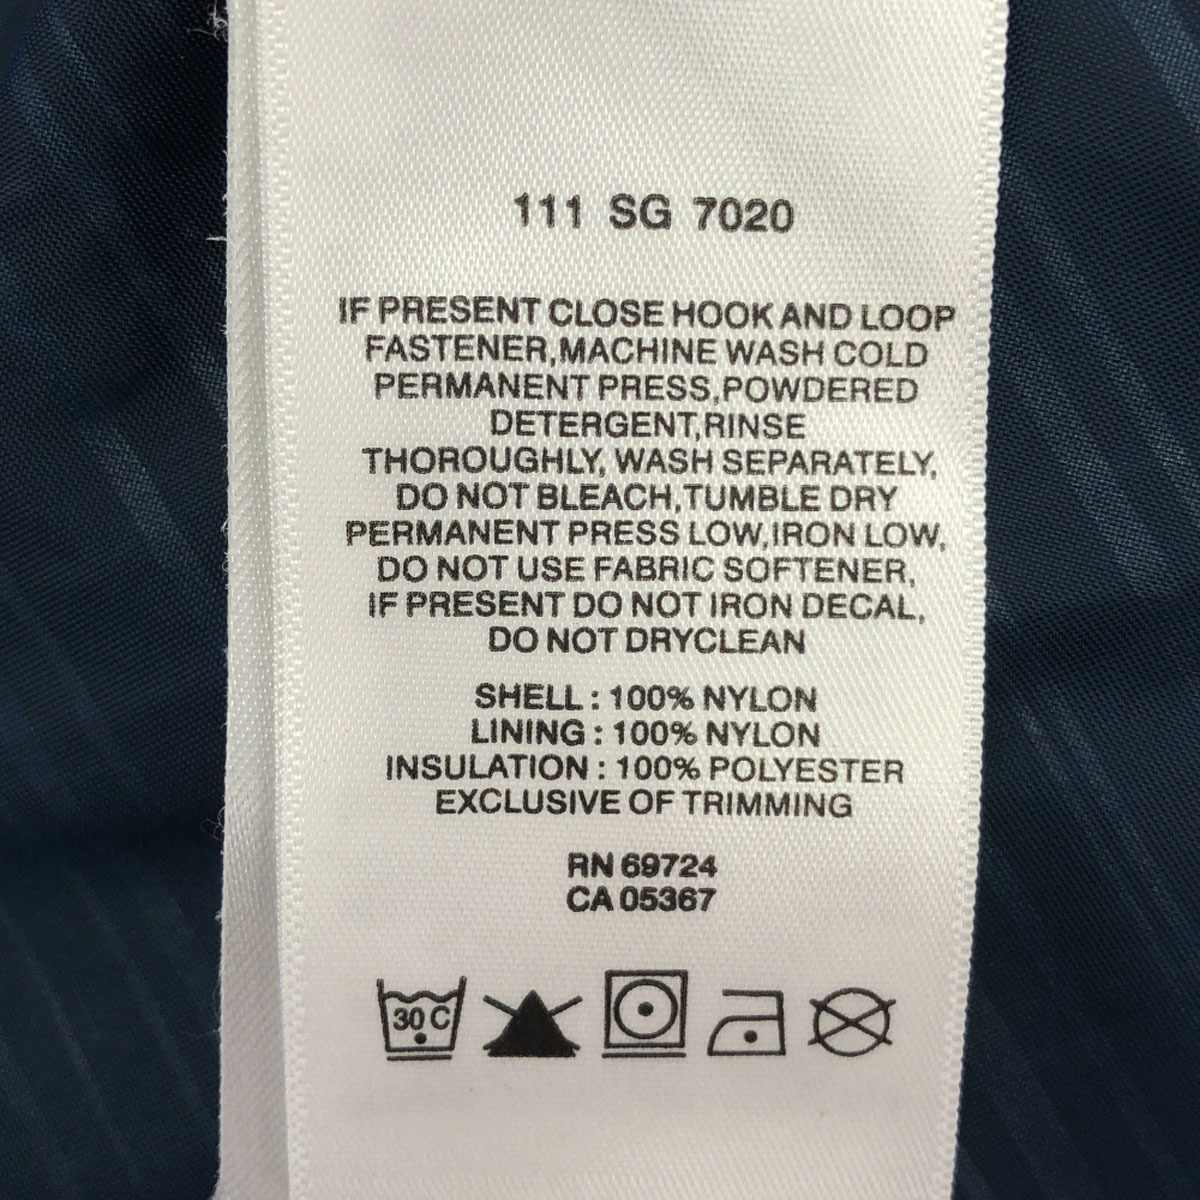 111 SG 7020
IF PRESENT CLOSE HOOK AND LOOP
FASTENER,MACHINE WASH COLD
PERMANENT PRESS,POWDERED
DETERGENT,RINSE
THOROUGHLY, WASH SEPARATELY,
DO NOT BLEACH,TUMBLE DRY
PERMANENT PRESS LOW,IRON LOW,
DO NOT USE FABRIC SOFTENER,
IF PRESENT DO NOT IRON DECAL,
DO NOT DRYCLEAN
SHELL : 100% NYLON
LINING : 100% NYLON
INSULATION : 100% POLYESTER
EXCLUSIVE OF TRIMMING
RN 69724
CA 05367
30 C